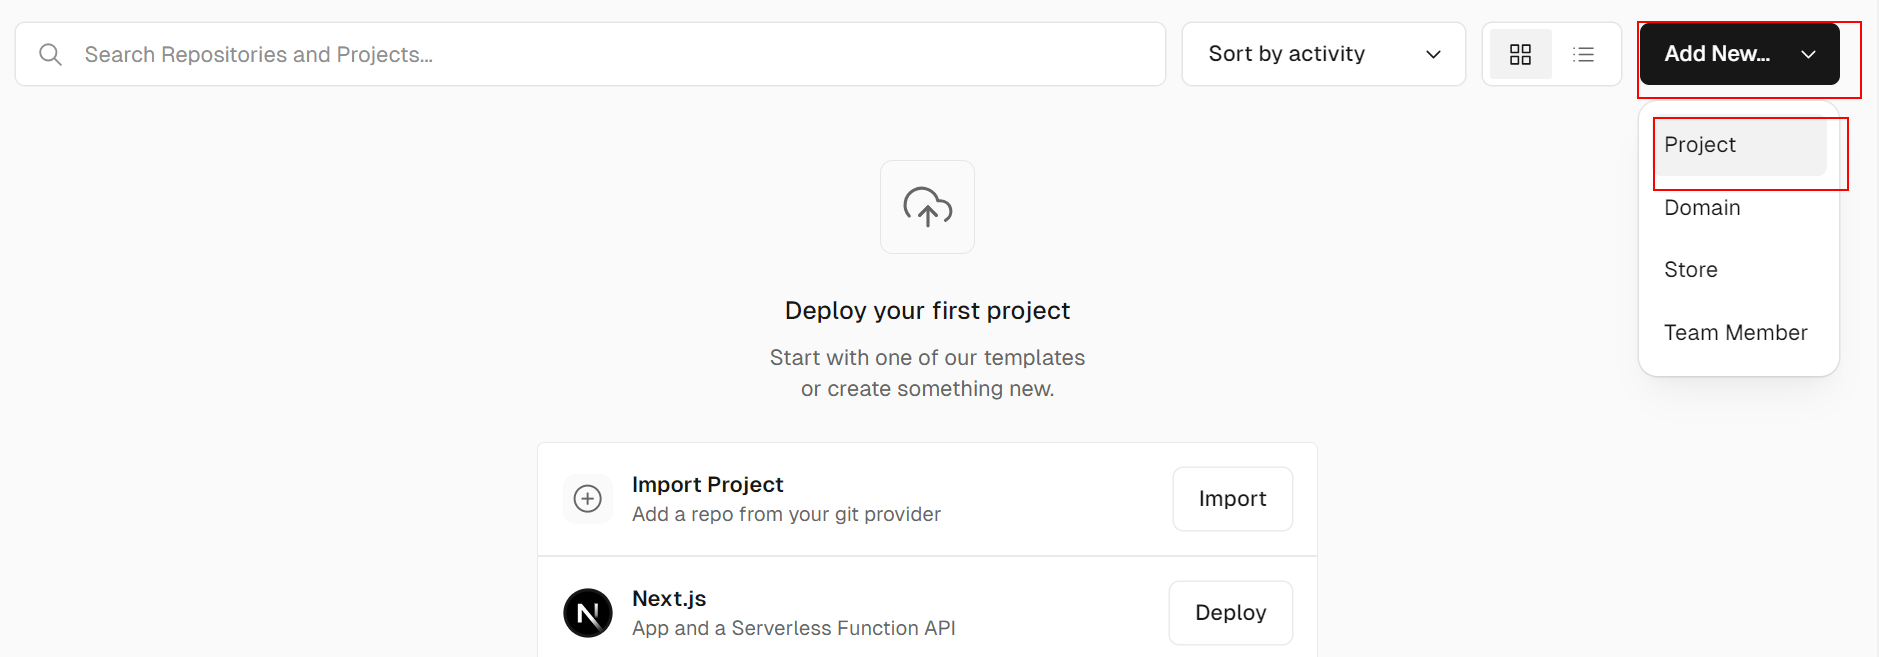 Search Repositories and Projects...
Sort by activity
Add New...
Project
Domain
Store
Team Member
Deploy your first project
Start with one of our templates
or create something new.
Import Project
Add a repo from your git provider
Import
N
Next.js
App and a Serverless Function API
Deploy